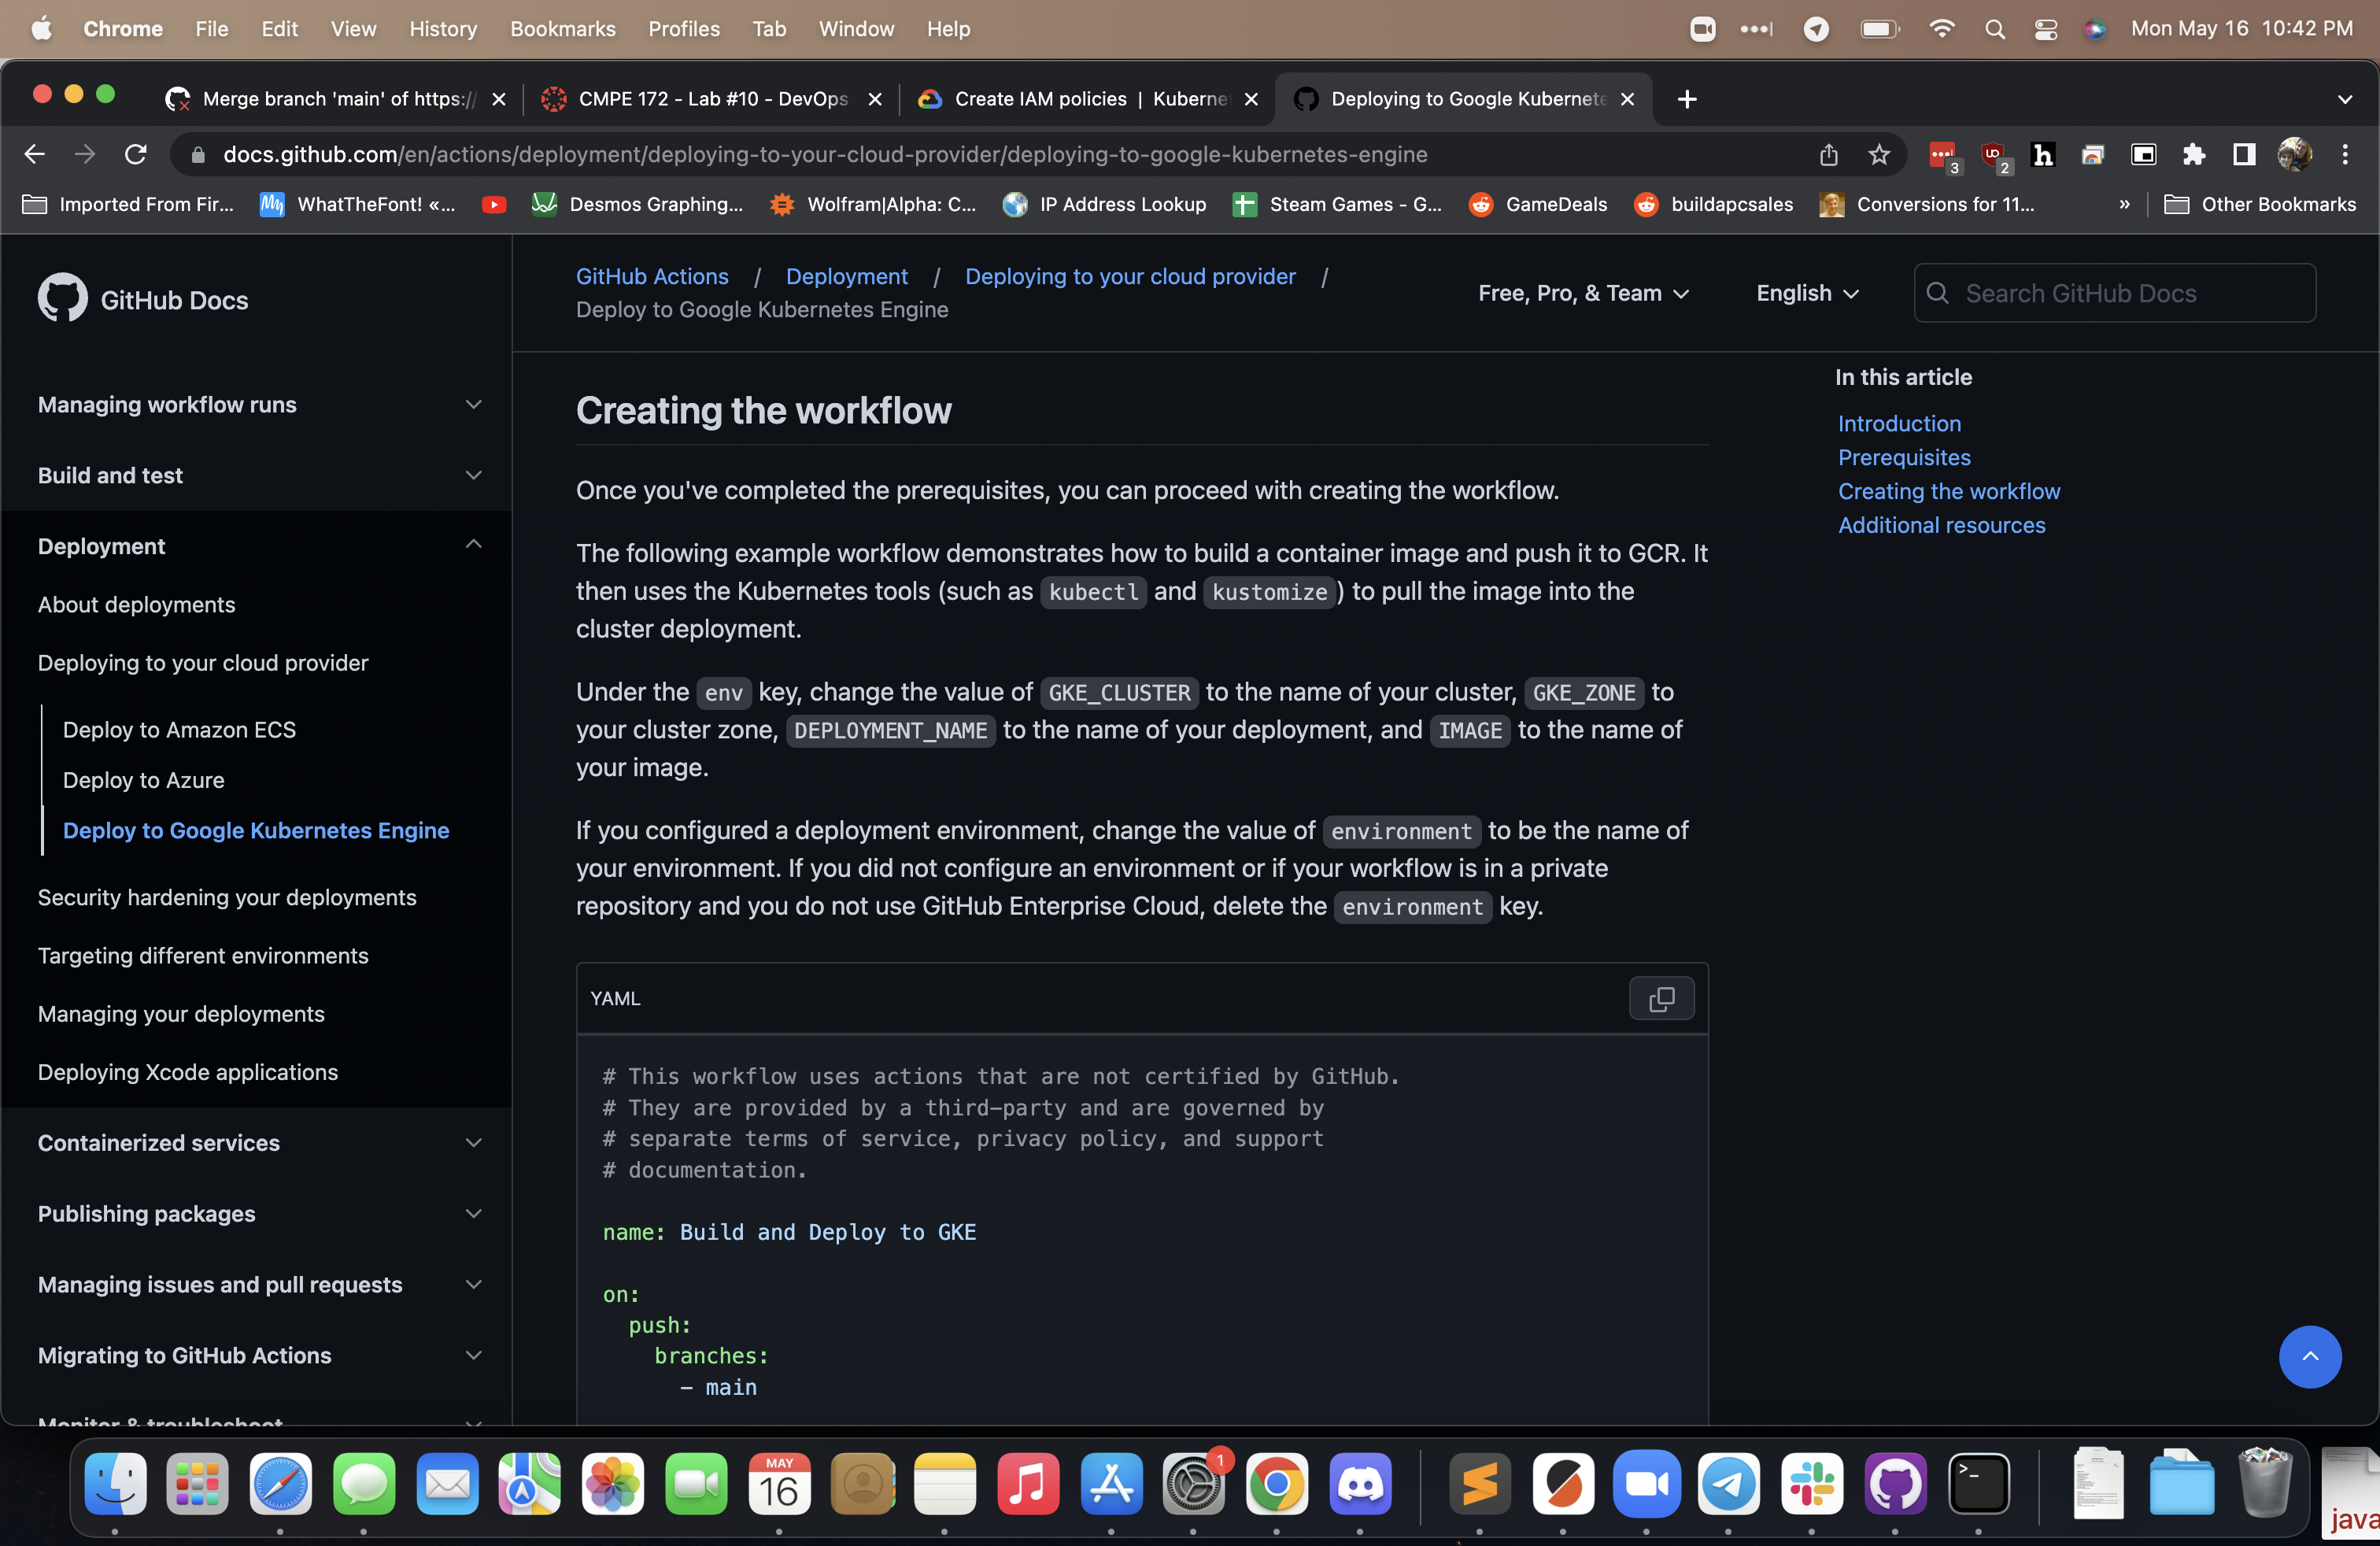 Chrome File Edit View History Bookmarks Profiles Tab Window Help Mon May 16 10:42 PM
Merge branch 'main' of https:// CMPE 172 - Lab #10 - DevOps Create IAM policies | Kuberne Deploying to Google Kubernete
docs.github.com/en/actions/deployment/deploying-to-your-cloud-provider/deploying-to-google-kubernetes-engine 3 2
Imported From Fir... WhatTheFont! «... Desmos Graphing... Wolfram|Alpha: C... IP Address Lookup Steam Games - G... GameDeals buildapcsales Conversions for 11... » Other Bookmarks
GitHub Docs
Managing workflow runs
Build and test
Deployment
About deployments
Deploying to your cloud provider
Deploy to Amazon ECS
Deploy to Azure
Deploy to Google Kubernetes Engine
Security hardening your deployments
Targeting different environments
Managing your deployments
Deploying Xcode applications
Containerized services
Publishing packages
Managing issues and pull requests
Migrating to GitHub Actions
Monitor & troubleshoot
GitHub Actions / Deployment / Deploying to your cloud provider /
Deploy to Google Kubernetes Engine
Free, Pro, & Team English Search GitHub Docs
Creating the workflow
Once you've completed the prerequisites, you can proceed with creating the workflow.
The following example workflow demonstrates how to build a container image and push it to GCR. It
then uses the Kubernetes tools (such as kubectl and kustomize) to pull the image into the
cluster deployment.
Under the env key, change the value of GKE_CLUSTER to the name of your cluster, GKE_ZONE to
your cluster zone, DEPLOYMENT_NAME to the name of your deployment, and IMAGE to the name of
your image.
If you configured a deployment environment, change the value of environment to be the name of
your environment. If you did not configure an environment or if your workflow is in a private
repository and you do not use GitHub Enterprise Cloud, delete the environment key.
YAML
# This workflow uses actions that are not certified by GitHub.
# They are provided by a third-party and are governed by
# separate terms of service, privacy policy, and support
# documentation.
name: Build and Deploy to GKE
on:
push:
branches:
- main
In this article
Introduction
Prerequisites
Creating the workflow
Additional resources
MAY
16
1
java